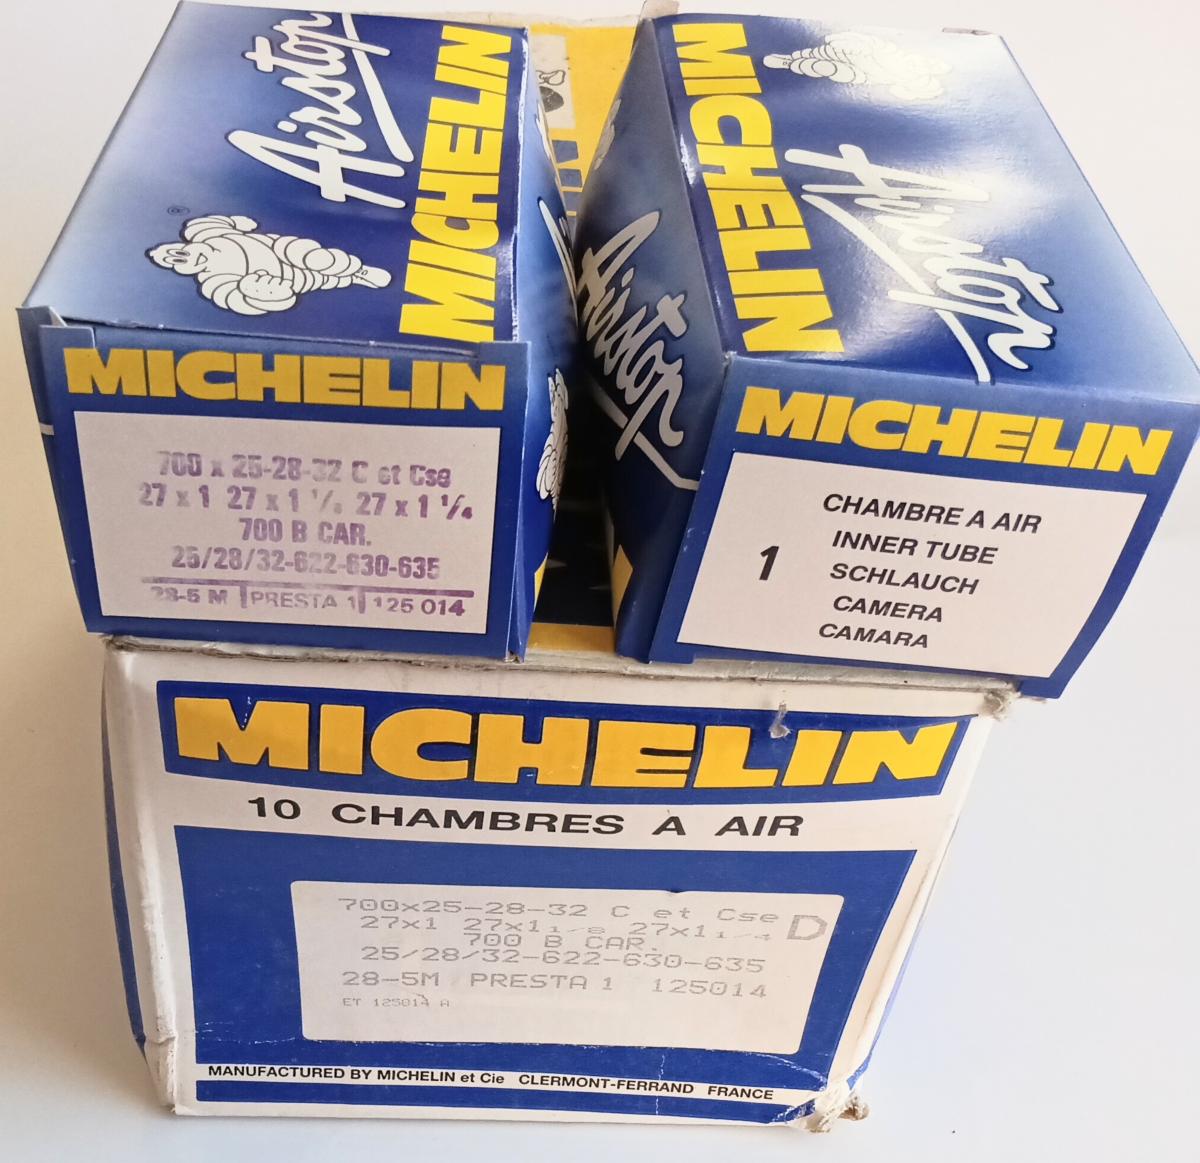 Airstop
MICHELIN
®
MICHELIN
700 x 25-28-32 C et Cse
27 x 1 27 x 1 1/8 27 x 1 1/4
700 B CAR.
25/28/32-622-630-635
28-5 M PRESTA 1 125 014
MICHELIN
Airstop
Airstop
MICHELIN
1
CHAMBRE A AIR
INNER TUBE
SCHLAUCH
CAMERA
CAMARA
MICHELIN
10 CHAMBRES A AIR
700x25-28-32 C et Cse D
27x1 27x1 1/8 27x1 1/4
700 B CAR.
25/28/32-622-630-635
28-5M PRESTA 1 125014
ET 125014 A
MANUFACTURED BY MICHELIN et Cie CLERMONT-FERRAND FRANCE